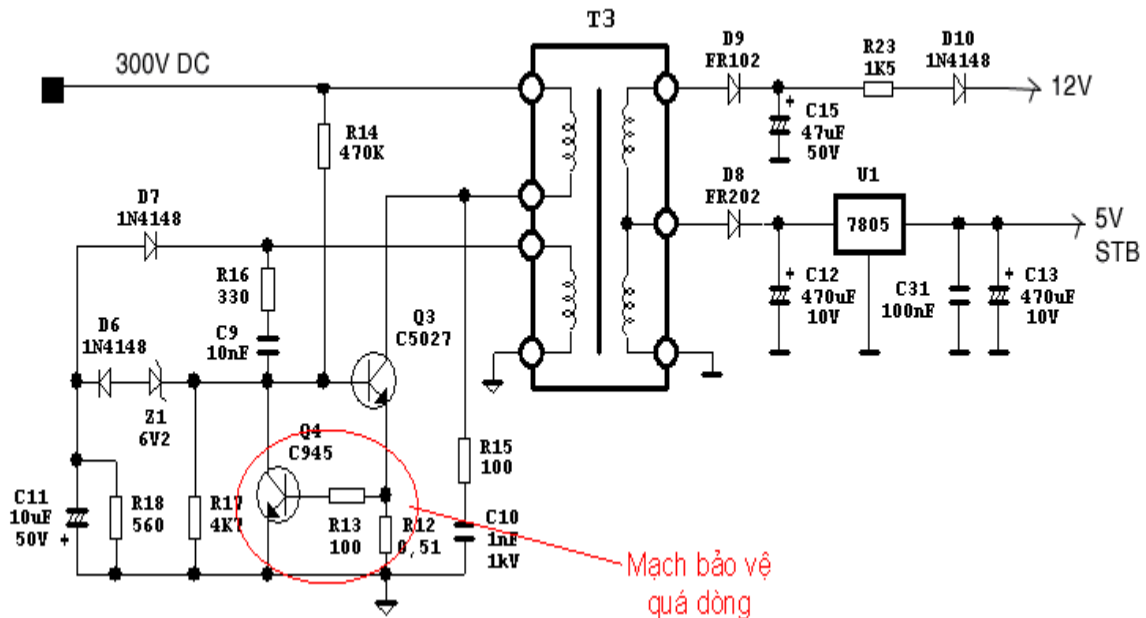 T3
300V DC
D9
FR102
R23
1K5
D10
1N4148
12V
+ C15
47uF
50V
R14
470K
D8
FR202
U1
7805
5V
STB
D7
1N4148
R16
330
+ C12
470uF
10V
C31
100nF
+ C13
470uF
10V
D6
1N4148
C9
10nF
Q3
C5027
Z1
6V2
Q4
C945
R15
100
C11
10uF
50V +
R18
560
R17
4K7
R13
100
R12
0,51
C10
1nF
1kV
Mạch bảo vệ
quá dòng